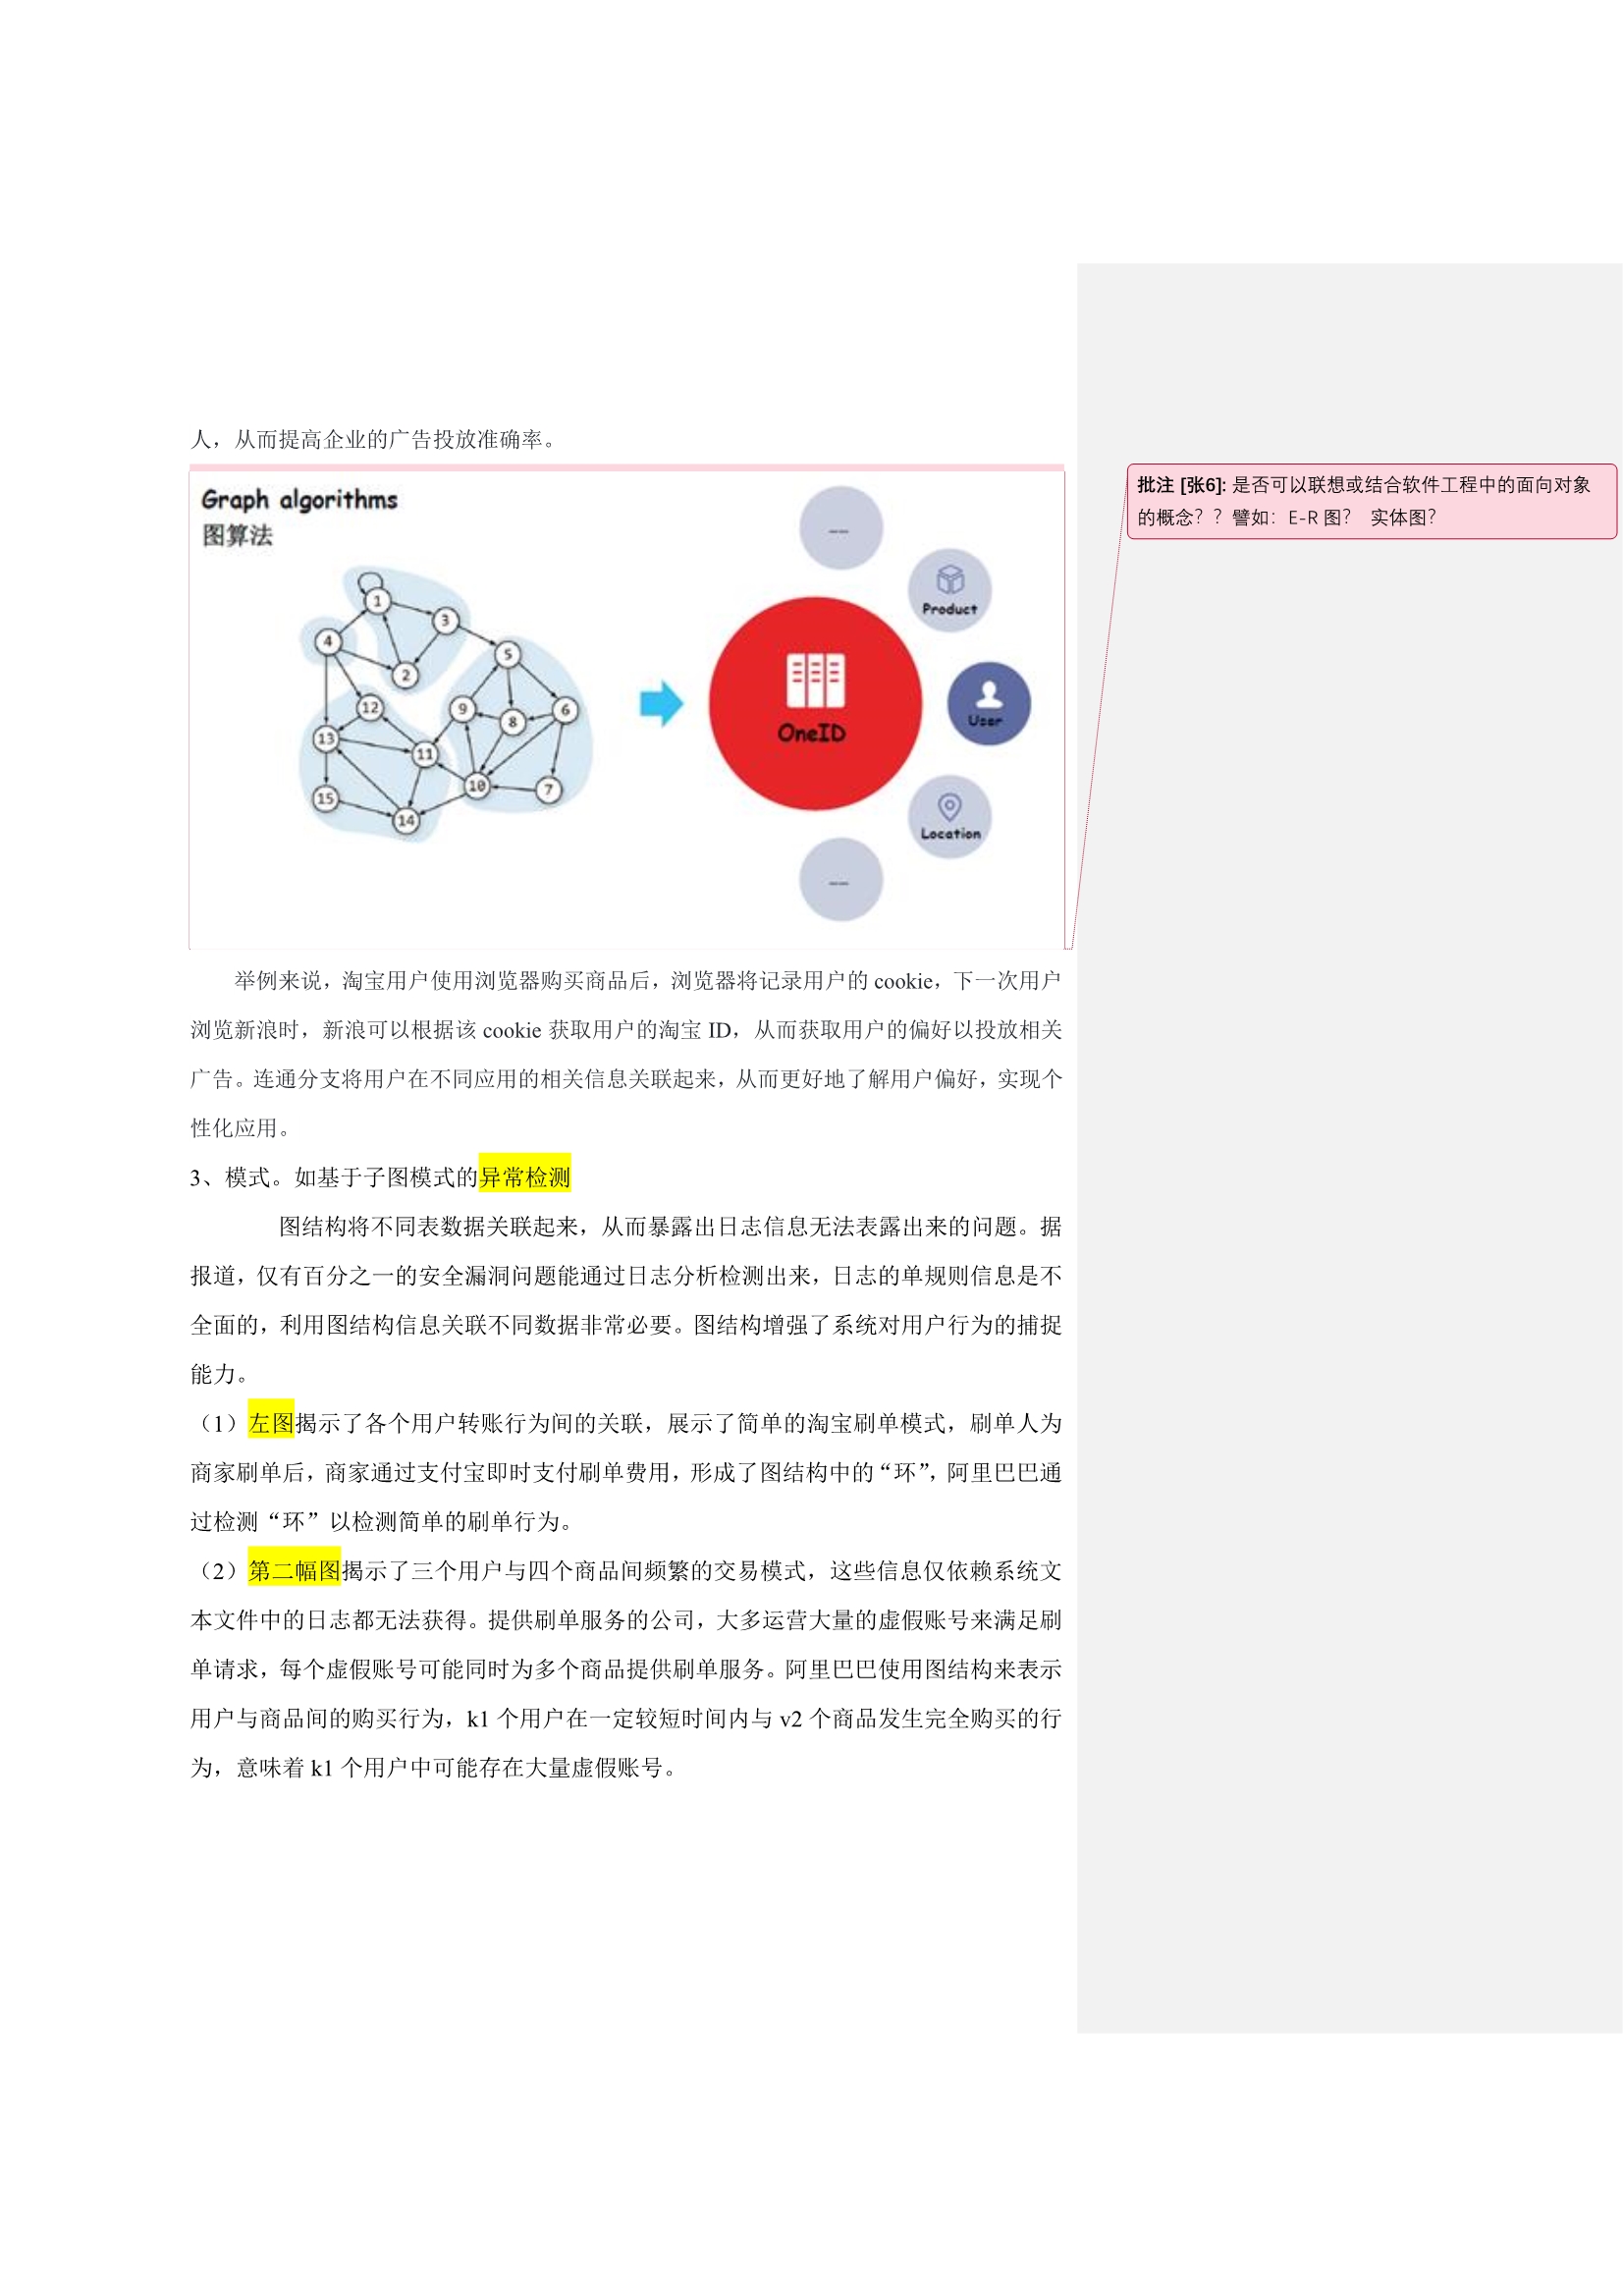 人，从而提高企业的广告投放准确率。
Graph algorithms
图算法
1
3
4
2
5
12
9
8
6
13
11
10
7
15
14
......
Product
OneID
User
Location
......
批注 [张6]: 是否可以联想或结合软件工程中的面向对象
的概念？？譬如：E-R 图？ 实体图？
举例来说，淘宝用户使用浏览器购买商品后，浏览器将记录用户的 cookie，下一次用户
浏览新浪时，新浪可以根据该 cookie 获取用户的淘宝 ID，从而获取用户的偏好以投放相关
广告。连通分支将用户在不同应用的相关信息关联起来，从而更好地了解用户偏好，实现个
性化应用。
3、模式。如基于子图模式的异常检测
图结构将不同表数据关联起来，从而暴露出日志信息无法表露出来的问题。据
报道，仅有百分之一的安全漏洞问题能通过日志分析检测出来，日志的单规则信息是不
全面的，利用图结构信息关联不同数据非常必要。图结构增强了系统对用户行为的捕捉
能力。
（1）左图揭示了各个用户转账行为间的关联，展示了简单的淘宝刷单模式，刷单人为
商家刷单后，商家通过支付宝即时支付刷单费用，形成了图结构中的“环”，阿里巴巴通
过检测“环”以检测简单的刷单行为。
（2）第二幅图揭示了三个用户与四个商品间频繁的交易模式，这些信息仅依赖系统文
本文件中的日志都无法获得。提供刷单服务的公司，大多运营大量的虚假账号来满足刷
单请求，每个虚假账号可能同时为多个商品提供刷单服务。阿里巴巴使用图结构来表示
用户与商品间的购买行为，k1 个用户在一定较短时间内与 v2 个商品发生完全购买的行
为，意味着 k1 个用户中可能存在大量虚假账号。